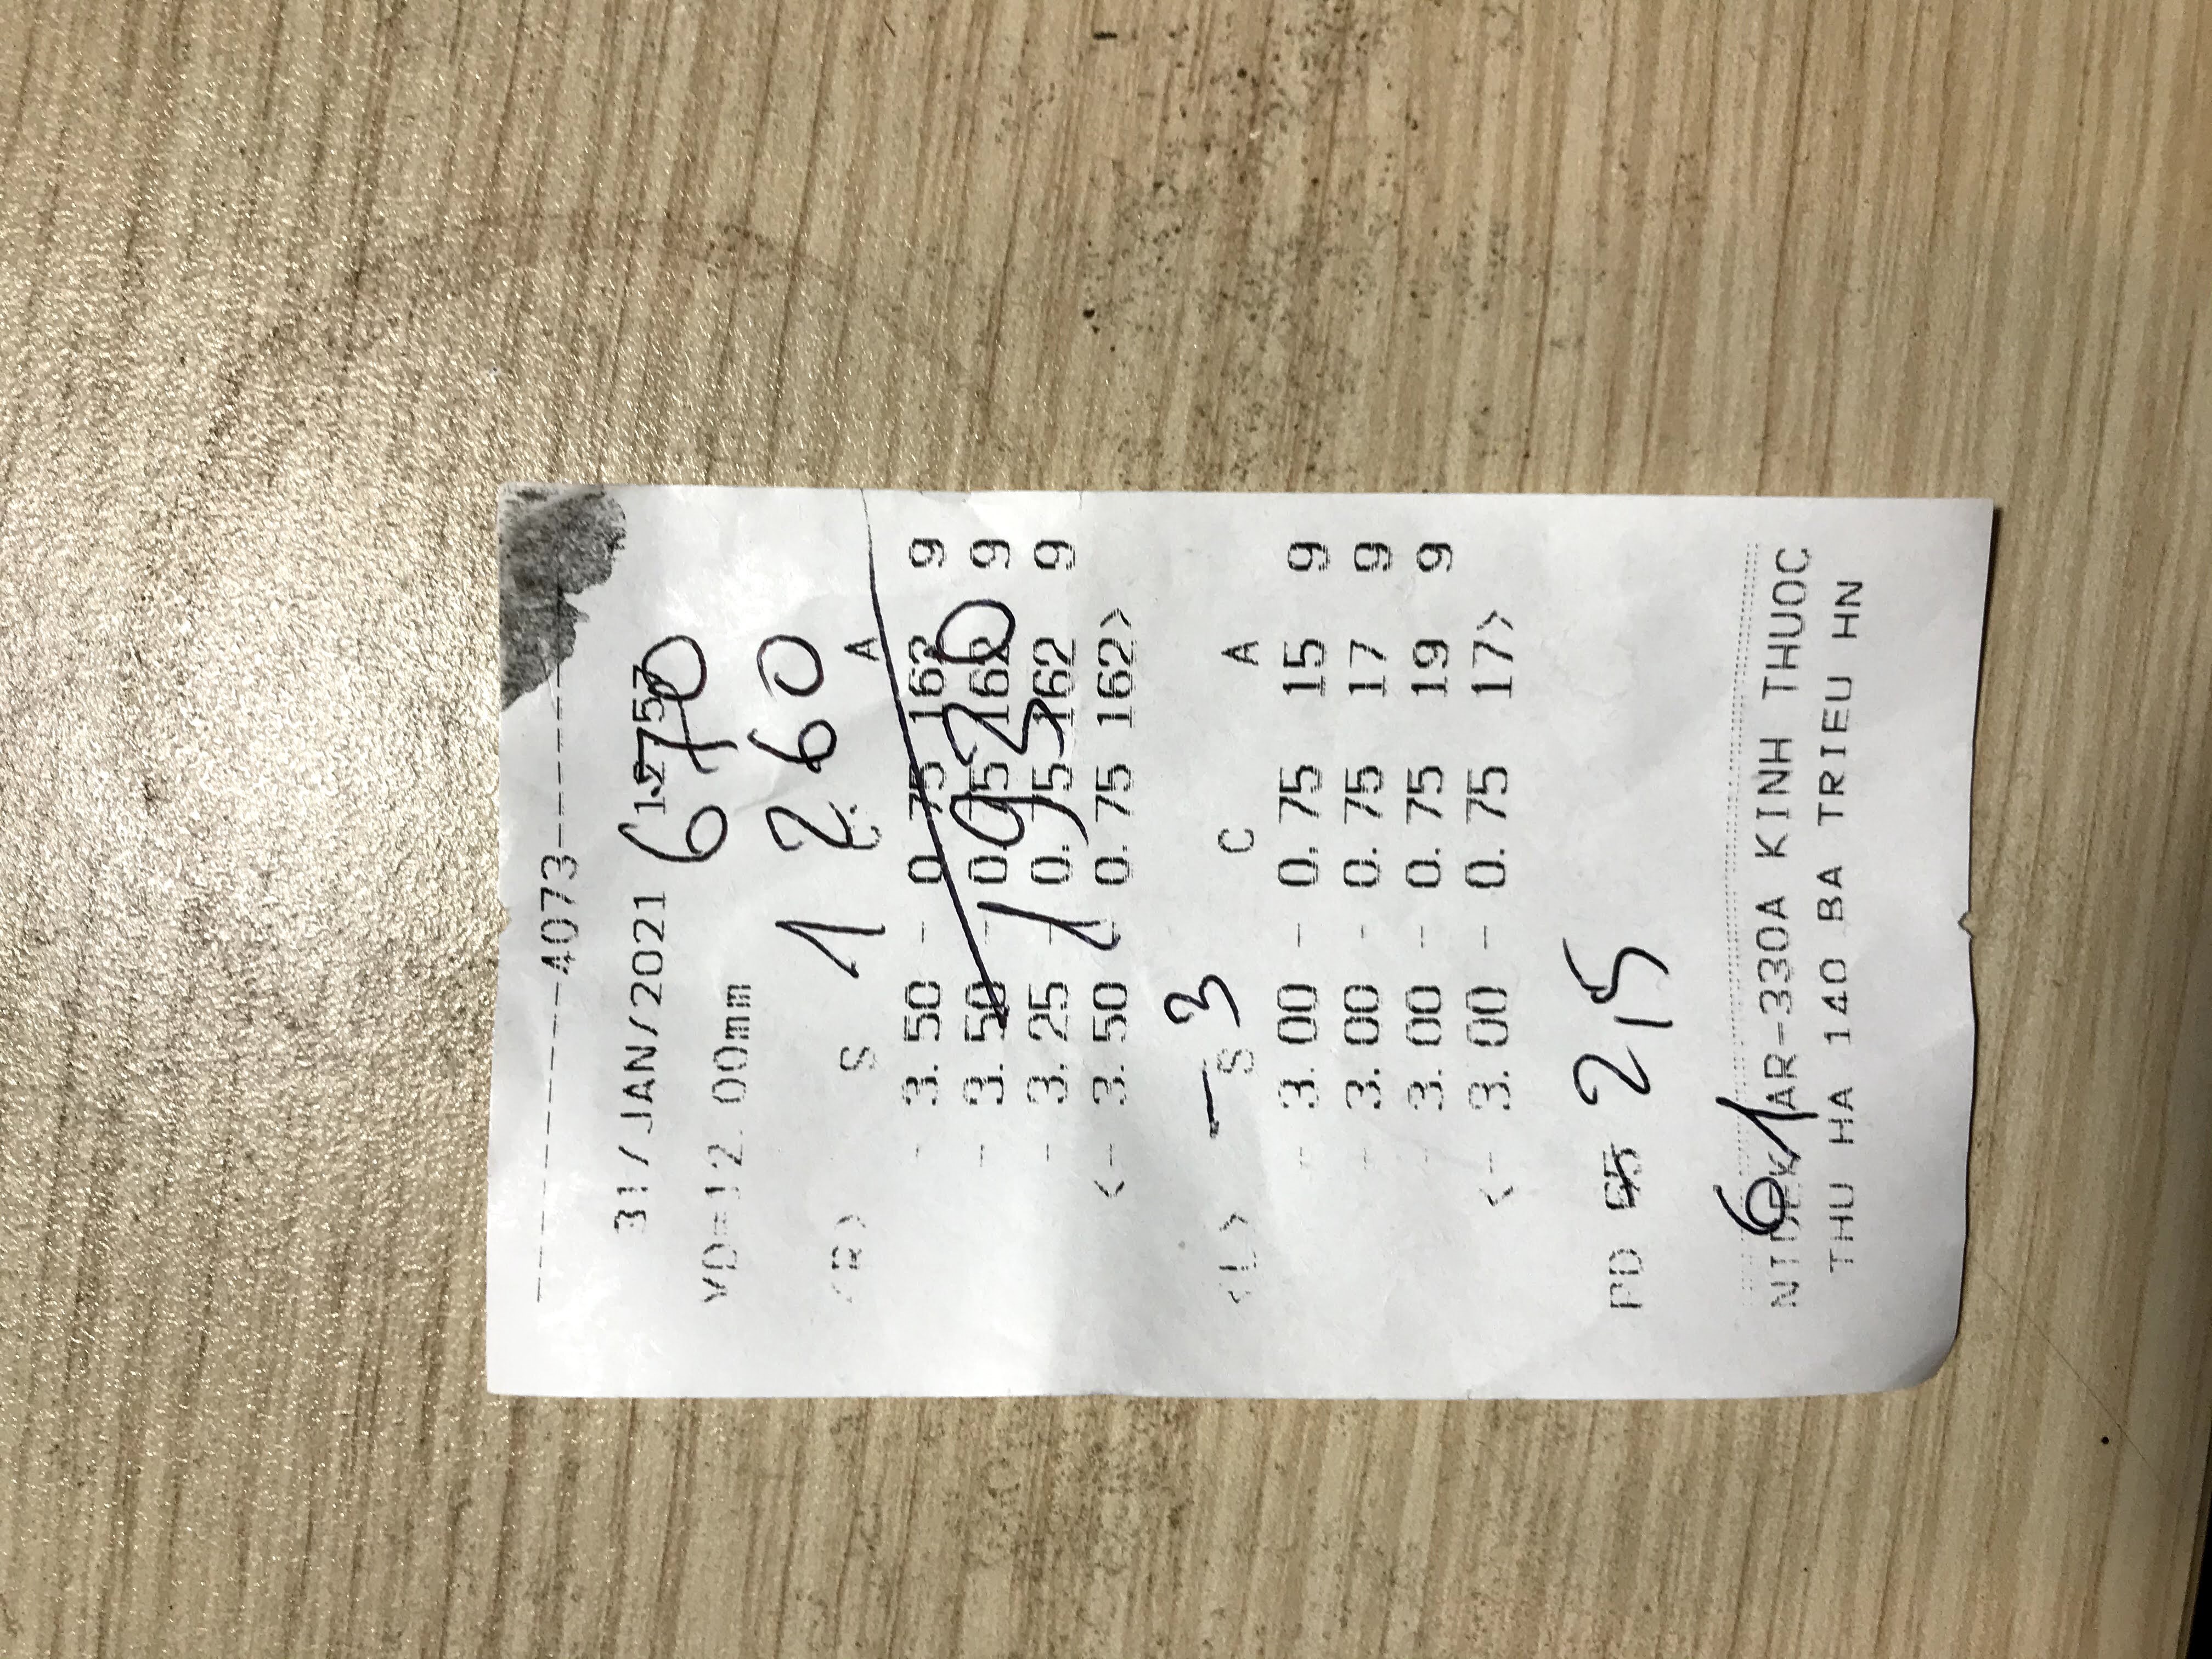 ----------4073----------
31/JAN/2021 12:57
670
VD=12.00mm
1 260
<R> S C A
- 3.50 - 0.75 162 9
- 3.50 - 0.75 162 9
1930
- 3.25 - 0.75 162 9
<- 3.50 - 0.75 162>
- 3
<L> S C A
- 3.00 - 0.75 15 9
- 3.00 - 0.75 17 9
- 3.00 - 0.75 19 9
<- 3.00 - 0.75 17>
PD 65 2,5
61
NIDEK AR-330A KINH THUOC
THU HA 140 BA TRIEU HN